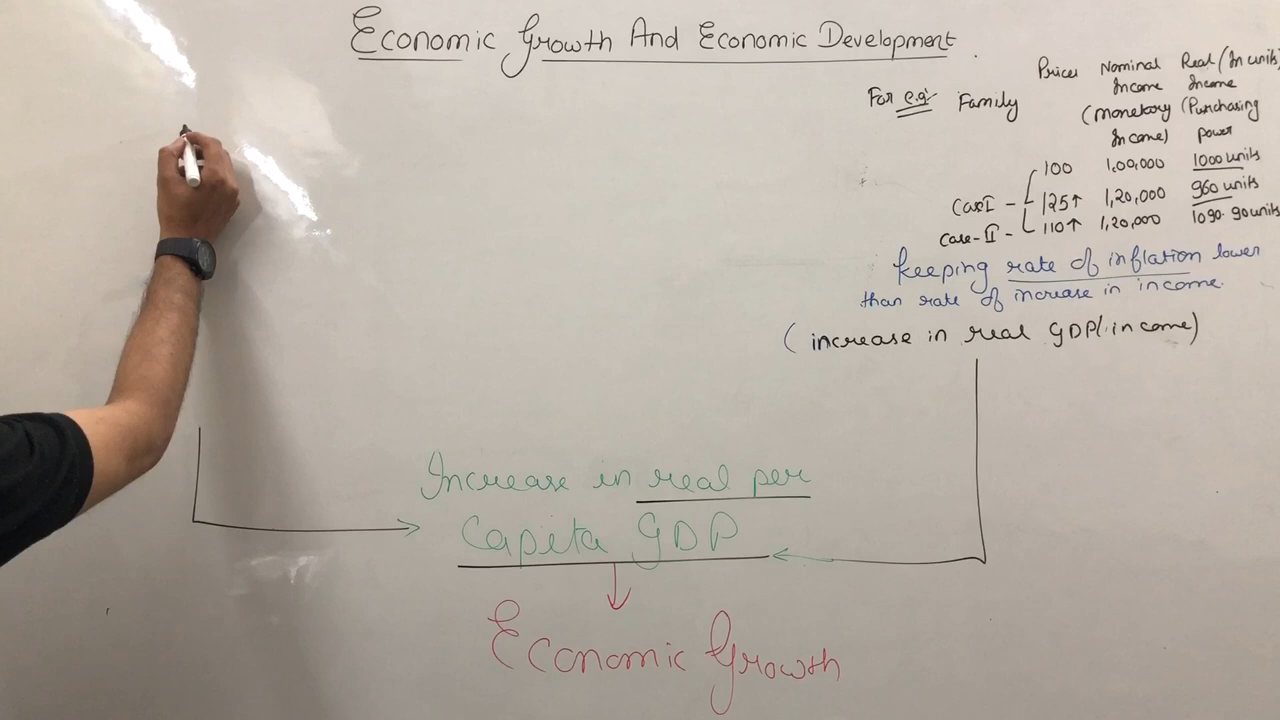 Economic Growth And Economic Development
For e.g. Family
Prices Nominal Real (In units)
Income Income
(Monetary (Purchasing
Income) power
100 1,00,000 1000 units
Case I - 125↑ 1,20,000 960 units
Case-II - 110↑ 1,20,000 1090.90 units
keeping rate of inflation lower
than rate of increase in income.
(increase in real GDP/income)
Increase in real per
Capita GDP
Economic Growth